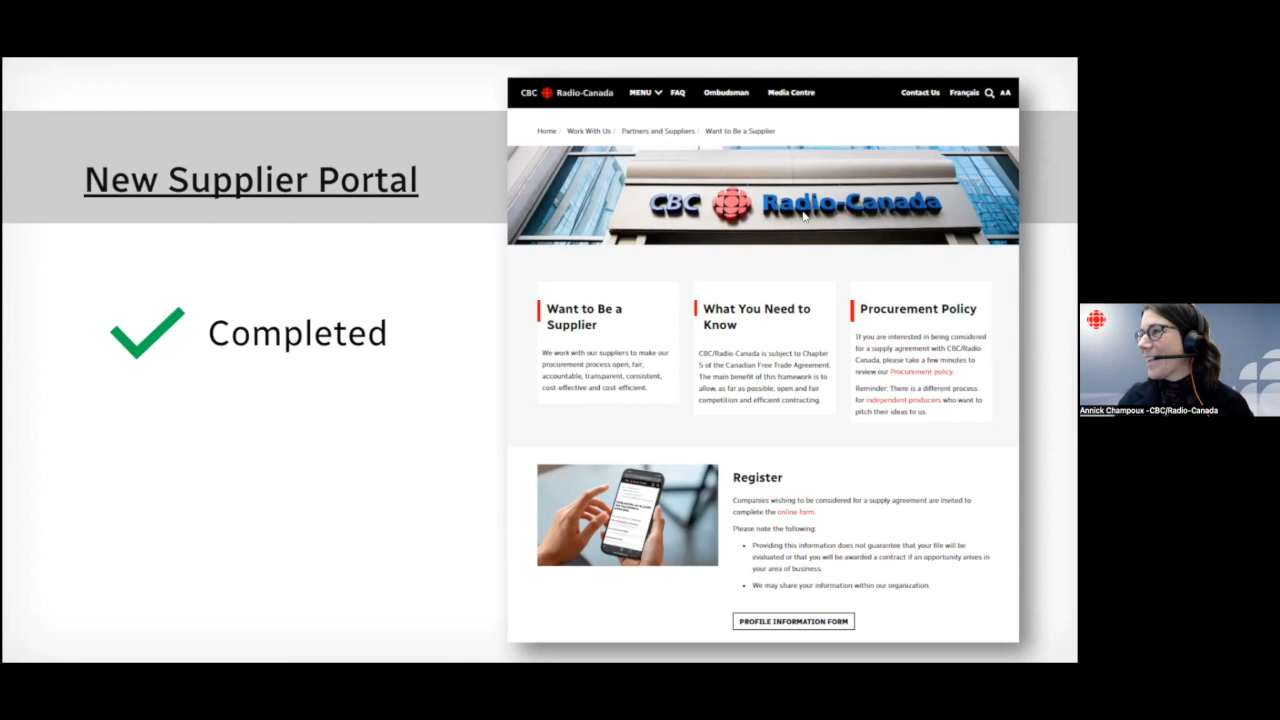 New Supplier Portal
Completed
CBC Radio-Canada MENU FAQ Ombudsman Media Centre Contact Us Français AA
Home / Work With Us / Partners and Suppliers / Want to Be a Supplier
CBC Radio-Canada
Want to Be a
Supplier
We work with our suppliers to make our
procurement process open, fair,
accountable, transparent, consistent,
cost-effective and cost-efficient.
What You Need to
Know
CBC/Radio-Canada is subject to Chapter
5 of the Canadian Free Trade Agreement.
The main benefit of this framework is to
allow, as far as possible, open and fair
competition and efficient contracting.
Procurement Policy
If you are interested in being considered
for a supply agreement with CBC/Radio
Canada, please take a few minutes to
review our Procurement policy.
Reminder: There is a different process
for independent producers who want to
pitch their ideas to us.
Register
Companies wishing to be considered for a supply agreement are invited to
complete the online form.
Please note the following:
• Providing this information does not guarantee that your file will be
evaluated or that you will be awarded a contract if an opportunity arises in
your area of business.
• We may share your information within our organization.
PROFILE INFORMATION FORM
Annick Champoux -CBC/Radio-Canada